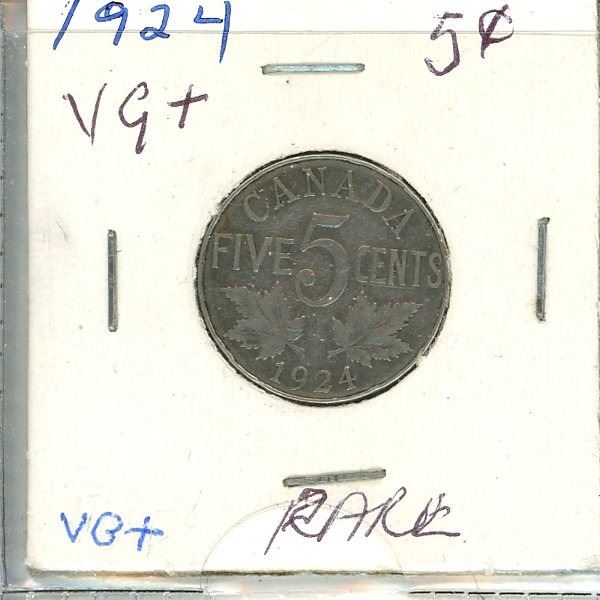 1924 5¢
VG+
CANADA
FIVE 5 CENTS
1924
VG+ RARE